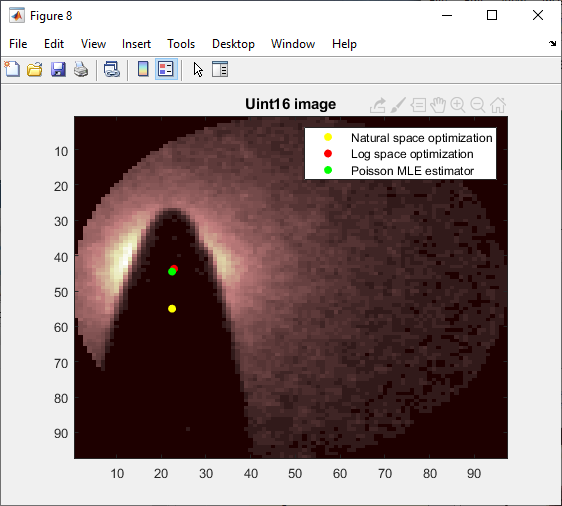 Figure 8
File Edit View Insert Tools Desktop Window Help
Uint16 image
Natural space optimization
Log space optimization
Poisson MLE estimator
10
20
30
40
50
60
70
80
90
10 20 30 40 50 60 70 80 90